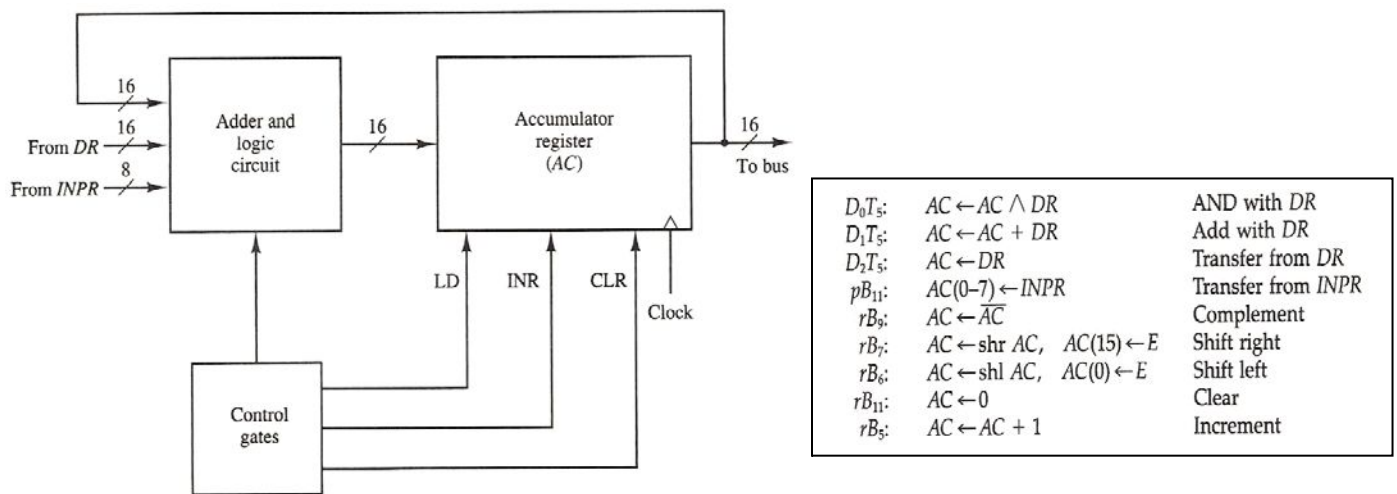 16
16
From DR
8
From INPR
Adder and
logic
circuit
16
Accumulator
register
(AC)
16
To bus
LD
INR
CLR
Clock
Control
gates
D₀T₅: AC ← AC ∧ DR AND with DR
D₁T₅: AC ← AC + DR Add with DR
D₂T₅: AC ← DR Transfer from DR
pB₁₁: AC(0–7) ← INPR Transfer from INPR
rB₉: AC ← A̅C̅ Complement
rB₇: AC ← shr AC, AC(15) ← E Shift right
rB₆: AC ← shl AC, AC(0) ← E Shift left
rB₁₁: AC ← 0 Clear
rB₅: AC ← AC + 1 Increment